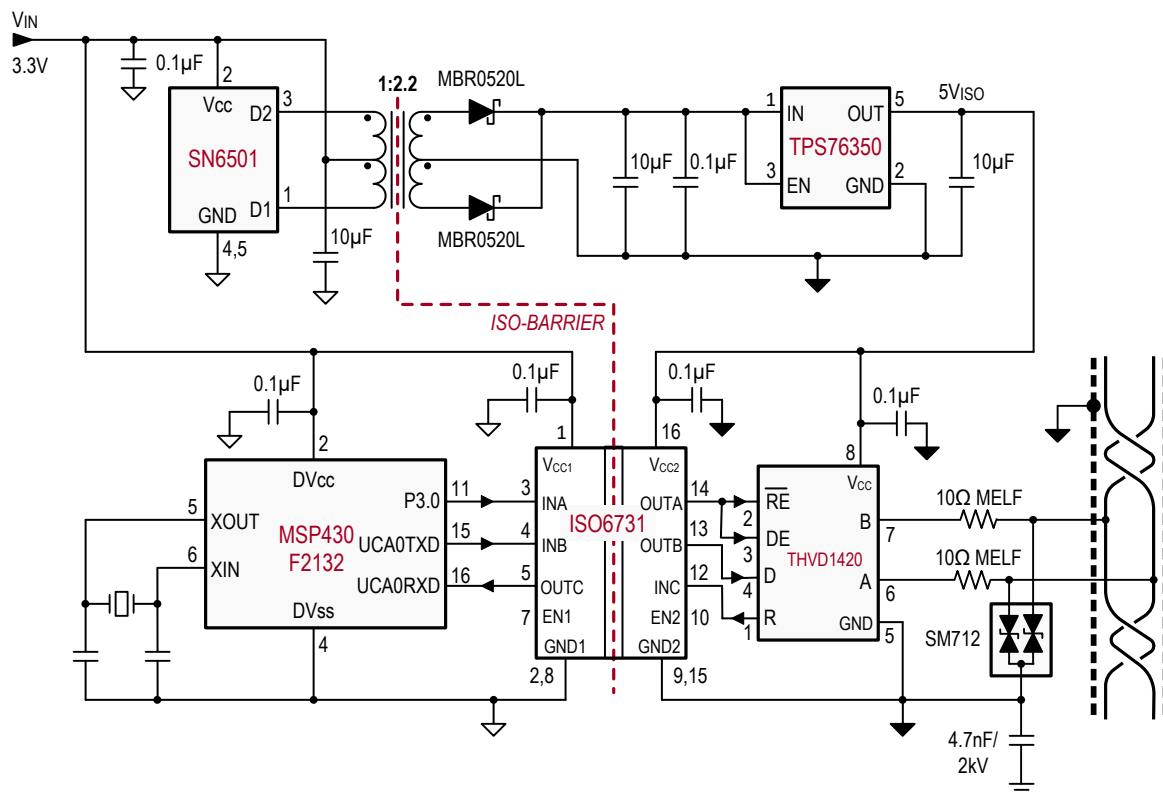 VIN
3.3V
0.1µF
2
Vcc
D2
3
SN6501
D1
1
GND
4,5
10µF
1:2.2
MBR0520L
MBR0520L
10µF
0.1µF
1
IN
OUT
5
TPS76350
3
EN
GND
2
5VISO
10µF
ISO-BARRIER
0.1µF
2
DVcc
5
XOUT
6
XIN
MSP430
F2132
P3.0
11
UCA0TXD
15
UCA0RXD
16
DVss
4
0.1µF
1
VCC1
3
INA
4
INB
5
OUTC
7
EN1
GND1
2,8
ISO6731
0.1µF
16
VCC2
OUTA
14
OUTB
13
INC
12
EN2
10
GND2
9,15
0.1µF
8
VCC
RE
2
DE
3
D
4
R
1
THVD1420
B
7
A
6
GND
5
10Ω MELF
10Ω MELF
SM712
4.7nF/
2kV